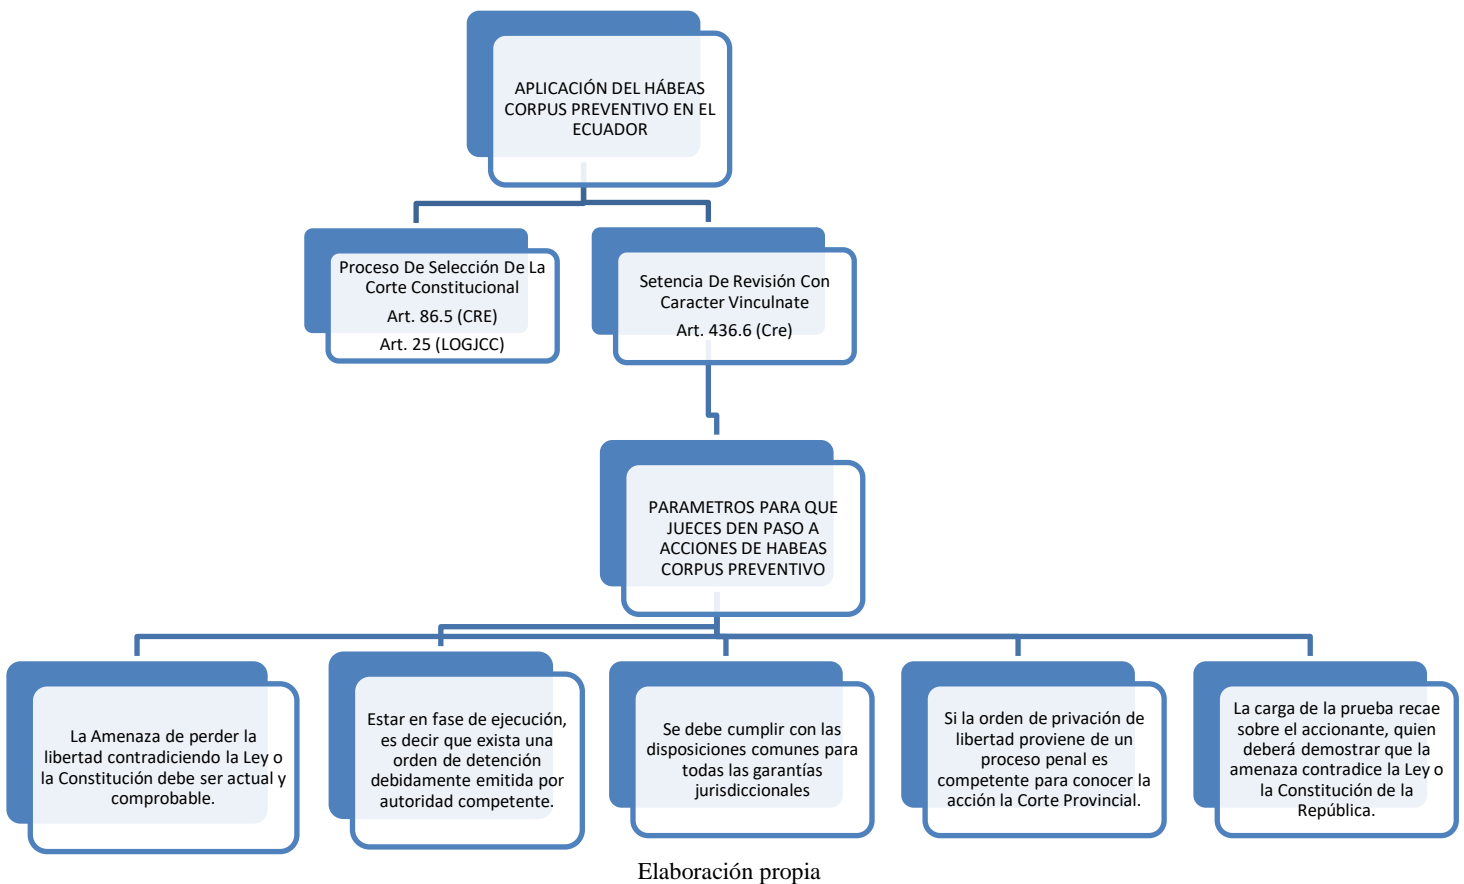 APLICACIÓN DEL HÁBEAS
CORPUS PREVENTIVO EN EL
ECUADOR
Proceso De Selección De La
Corte Constitucional
Art. 86.5 (CRE)
Art. 25 (LOGJCC)
Setencia De Revisión Con
Caracter Vinculnate
Art. 436.6 (Cre)
PARAMETROS PARA QUE
JUECES DEN PASO A
ACCIONES DE HABEAS
CORPUS PREVENTIVO
La Amenaza de perder la
libertad contradiciendo la Ley o
la Constitución debe ser actual y
comprobable.
Estar en fase de ejecución,
es decir que exista una
orden de detención
debidamente emitida por
autoridad competente.
Se debe cumplir con las
disposiciones comunes para
todas las garantías
jurisdiccionales
Si la orden de privación de
libertad proviene de un
proceso penal es
competente para conocer la
acción la Corte Provincial.
La carga de la prueba recae
sobre el accionante, quien
deberá demostrar que la
amenaza contradice la Ley o
la Constitución de la
República.
Elaboración propia